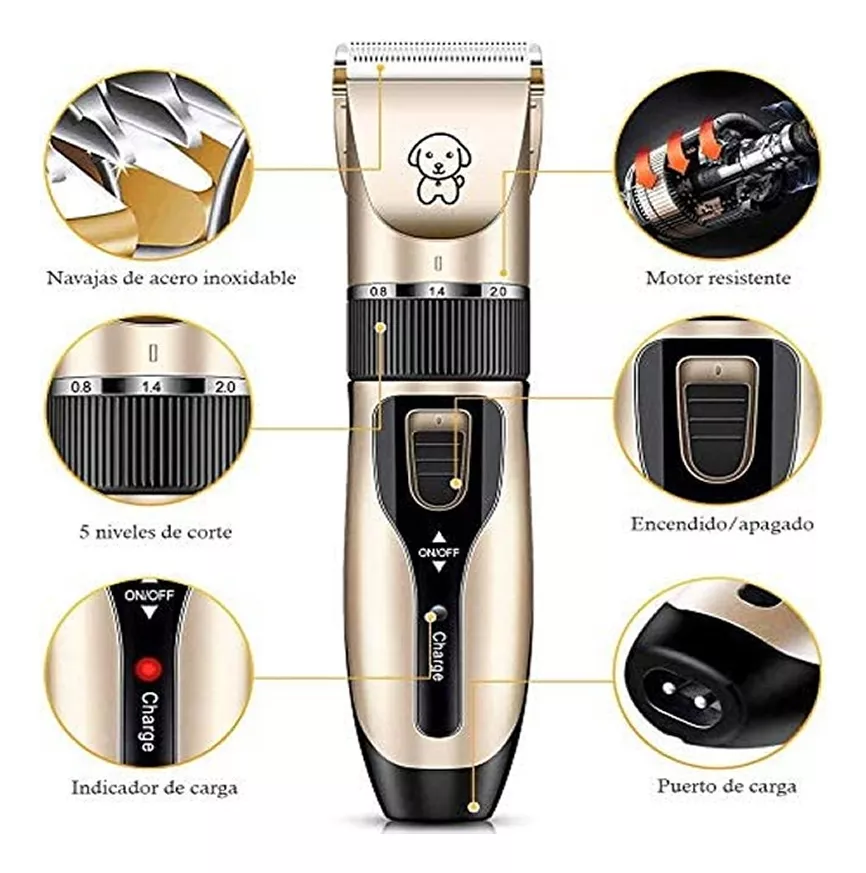 Navajas de acero inoxidable
Motor resistente
0.8 1.4 2.0
0.8 1.4 2.0
5 niveles de corte
Encendido/apagado
ON/OFF
Charge
ON/OFF
Charge
Indicador de carga
Puerto de carga